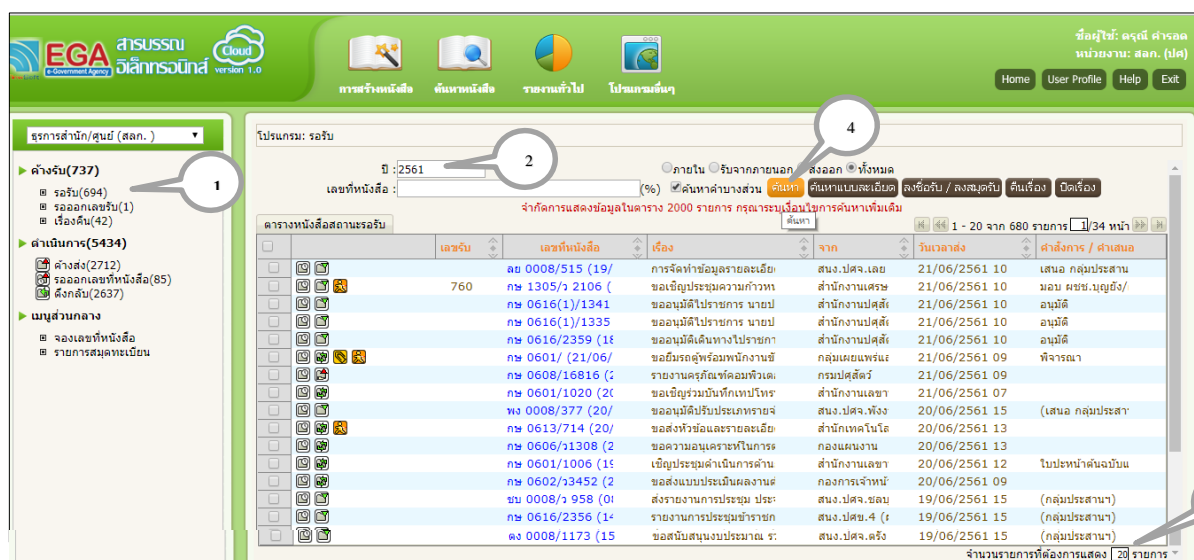 EGA
e-Government Agency
สารบรรณ
อิเล็กทรอนิกส์
Cloud
version 1.0
การสร้างหนังสือ
ค้นหาหนังสือ
รายงานทั่วไป
โปรแกรมอื่นๆ
ชื่อผู้ใช้: ดรุณี คำรอด
หน่วยงาน: สลก. (ปศ)
Home User Profile Help Exit
ธุรการสำนัก/ศูนย์ (สลก. )
ค้างรับ(737)
รอรับ(694)
รอออกเลขรับ(1)
เรื่องคืน(42)
ดำเนินการ(5434)
ค้างส่ง(2712)
รอออกเลขที่หนังสือ(85)
ดึงกลับ(2637)
เมนูส่วนกลาง
จองเลขที่หนังสือ
รายการสมุดทะเบียน
1
โปรแกรม: รอรับ
2
4
ปี : 2561
ภายใน รับจากภายนอก ส่งออก ทั้งหมด
เลขที่หนังสือ : (%) ค้นหาคำบางส่วน ค้นหา ค้นหาแบบละเอียด ลงชื่อรับ / ลงสมุดรับ คืนเรื่อง ปิดเรื่อง
จำกัดการแสดงข้อมูลในตาราง 2000 รายการ กรุณาระบุเงื่อนไขการค้นหาเพิ่มเติม
ค้นหา
ตารางหนังสือสถานะรอรับ
1 - 20 จาก 680 รายการ 1/34 หน้า
เลขรับ เลขที่หนังสือ เรื่อง จาก วันเวลาส่ง คำสั่งการ / คำเสนอ
ลย 0008/515 (19/ การจัดทำข้อมูลรายละเอีย สนง.ปศจ.เลย 21/06/2561 10 เสนอ กลุ่มประสาน
760 กษ 1305/ว 2106 ( ขอเชิญประชุมความก้าวห สำนักงานเศรษ 21/06/2561 10 มอบ ผชช.บุญยัง/
กษ 0616(1)/1341 ขออนุมัติไปราชการ นายป สำนักงานปศุสั 21/06/2561 10 อนุมัติ
กษ 0616(1)/1335 ขออนุมัติไปราชการ นายป สำนักงานปศุสั 21/06/2561 10 อนุมัติ
กษ 0616/2359 (18 ขออนุมัติเดินทางไปราชกา สำนักงานปศุสั 21/06/2561 10 อนุมัติ
กษ 0601/ (21/06/ ขอยืมรถตู้พร้อมพนักงานขั กลุ่มเผยแพร่แ 21/06/2561 09 พิจารณา
กษ 0608/16816 (2 รายงานครุภัณฑ์คอมพิวเต กรมปศุสัตว์ 21/06/2561 09
กษ 0601/1020 (20 ขอเชิญร่วมบันทึกเทปโทร สำนักงานเลขา 21/06/2561 07
พง 0008/377 (20/ ขออนุมัติปรับประเภทรายจ่ สนง.ปศจ.พังง 20/06/2561 15 (เสนอ กลุ่มประสา
กษ 0613/714 (20/ ขอส่งหัวข้อและรายละเอีย สำนักเทคโนโล 20/06/2561 13
กษ 0606/ว1308 (2 ขอความอนุเคราะห์ในการต กองแผนงาน 20/06/2561 13
กษ 0601/1006 (19 เชิญประชุมดำเนินการด้าน สำนักงานเลขา 20/06/2561 12 ใบปะหน้าต้นฉบับแ
กษ 0602/ว3452 (2 ขอส่งแบบประเมินผลงานต์ กองการเจ้าหน้ 20/06/2561 09
ชบ 0008/ว 958 (0 ส่งรายงานการประชุม ประ สนง.ปศจ.ชลบุ 19/06/2561 15 (กลุ่มประสานฯ)
กษ 0616/2356 (14 รายงานการประชุมข้าราชก สนง.ปศข.4 ( 19/06/2561 15 (กลุ่มประสานฯ)
ตง 0008/1173 (15 ขอสนับสนุนงบประมาณ ร สนง.ปศจ.ตรัง 19/06/2561 15 (กลุ่มประสานฯ)
จำนวนรายการที่ต้องการแสดง 20 รายการ